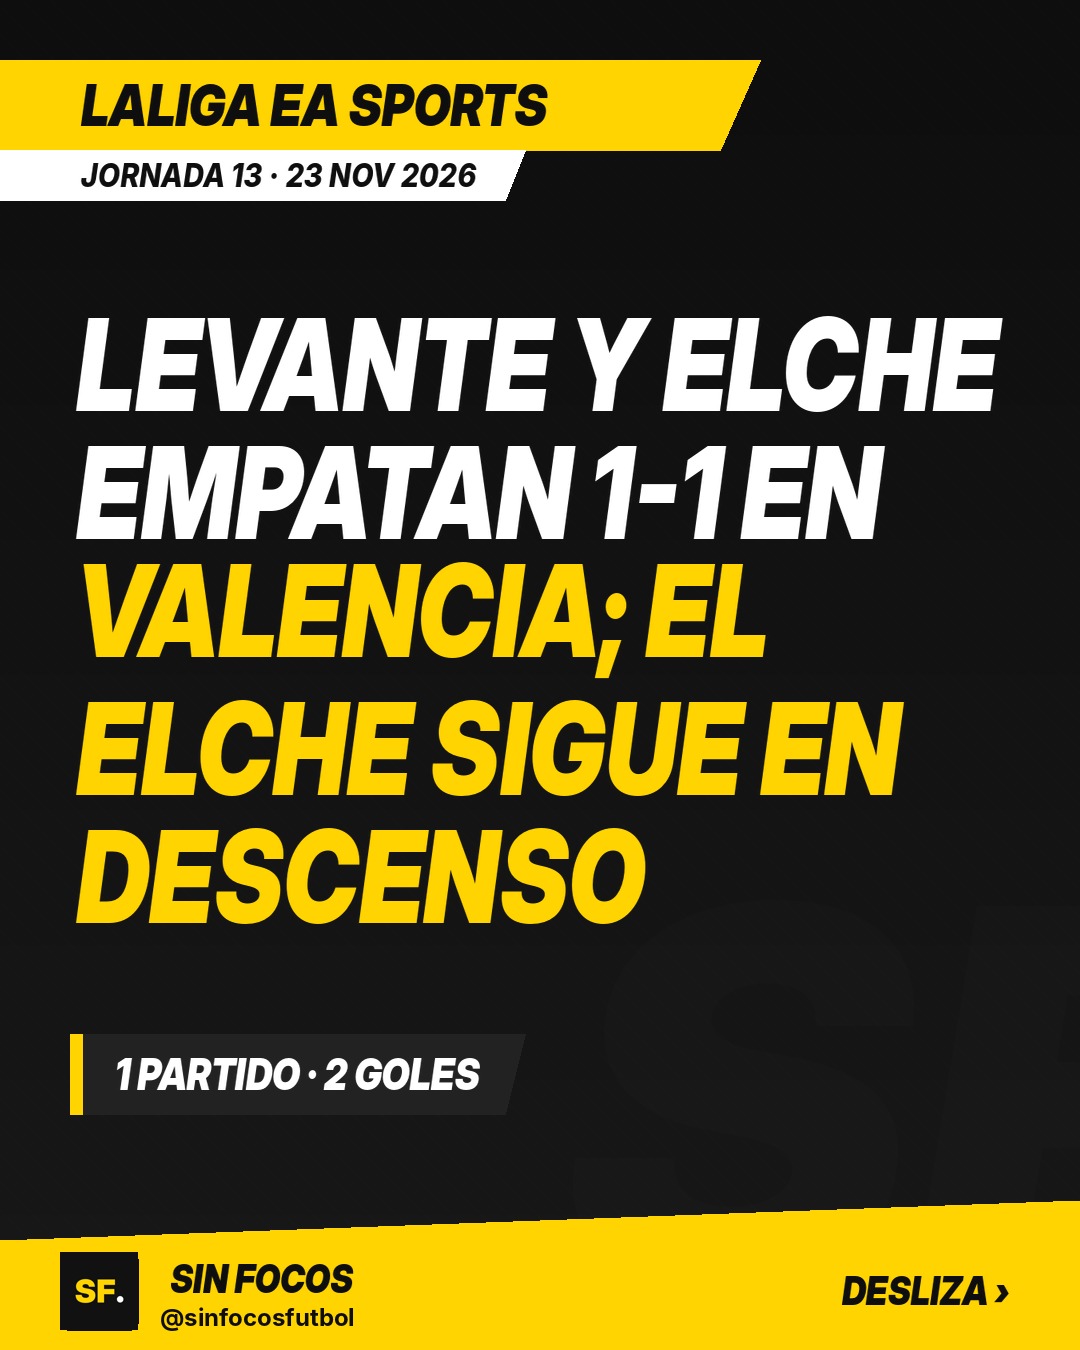 LALIGA EA SPORTS
JORNADA 13 · 23 NOV 2026
LEVANTE Y ELCHE
EMPATAN 1-1 EN
VALENCIA; EL
ELCHE SIGUE EN
DESCENSO
1 PARTIDO · 2 GOLES
SF
SF.
SIN FOCOS
@sinfocosfutbol
DESLIZA ›